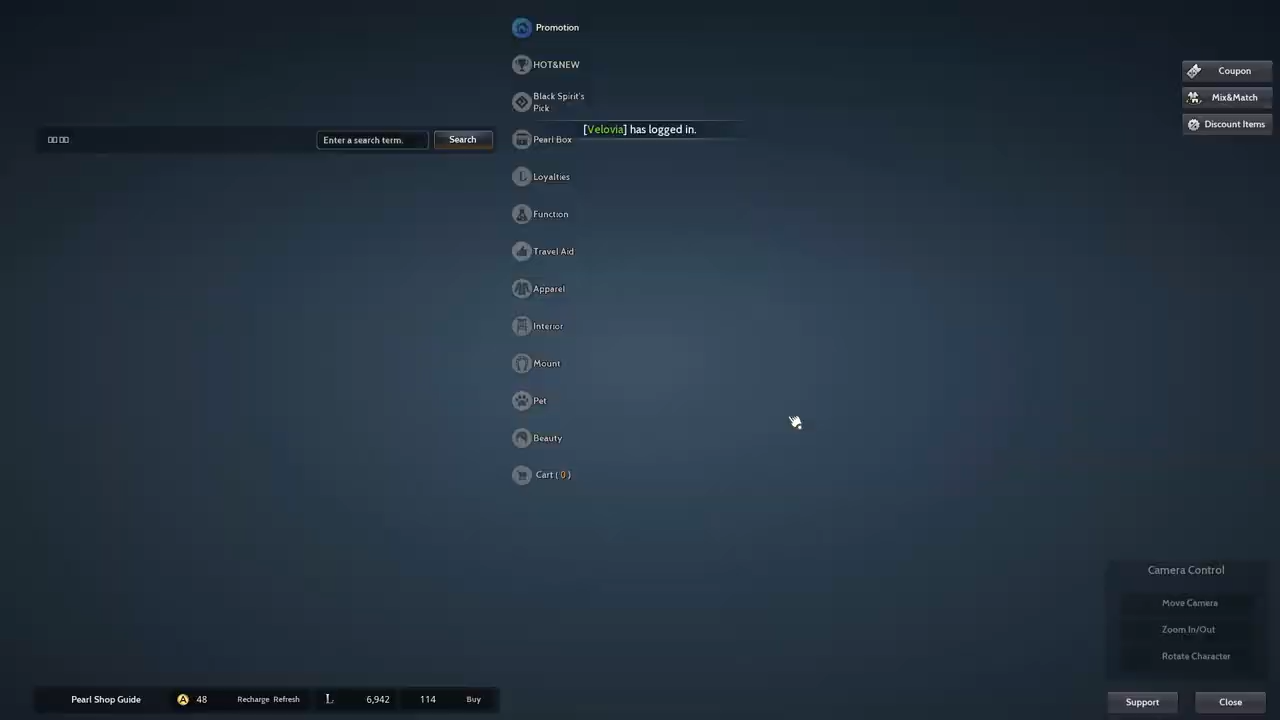 Promotion
HOT&NEW
Black Spirit's
Pick
[Velovia] has logged in.
Pearl Box
Enter a search term.
Search
Loyalties
Function
Travel Aid
Apparel
Interior
Mount
Pet
Beauty
Cart ( 0 )
Coupon
Mix&Match
Discount Items
Camera Control
Move Camera
Zoom In/Out
Rotate Character
Pearl Shop Guide
A 48
Recharge Refresh
L 6,942
114
Buy
Support
Close